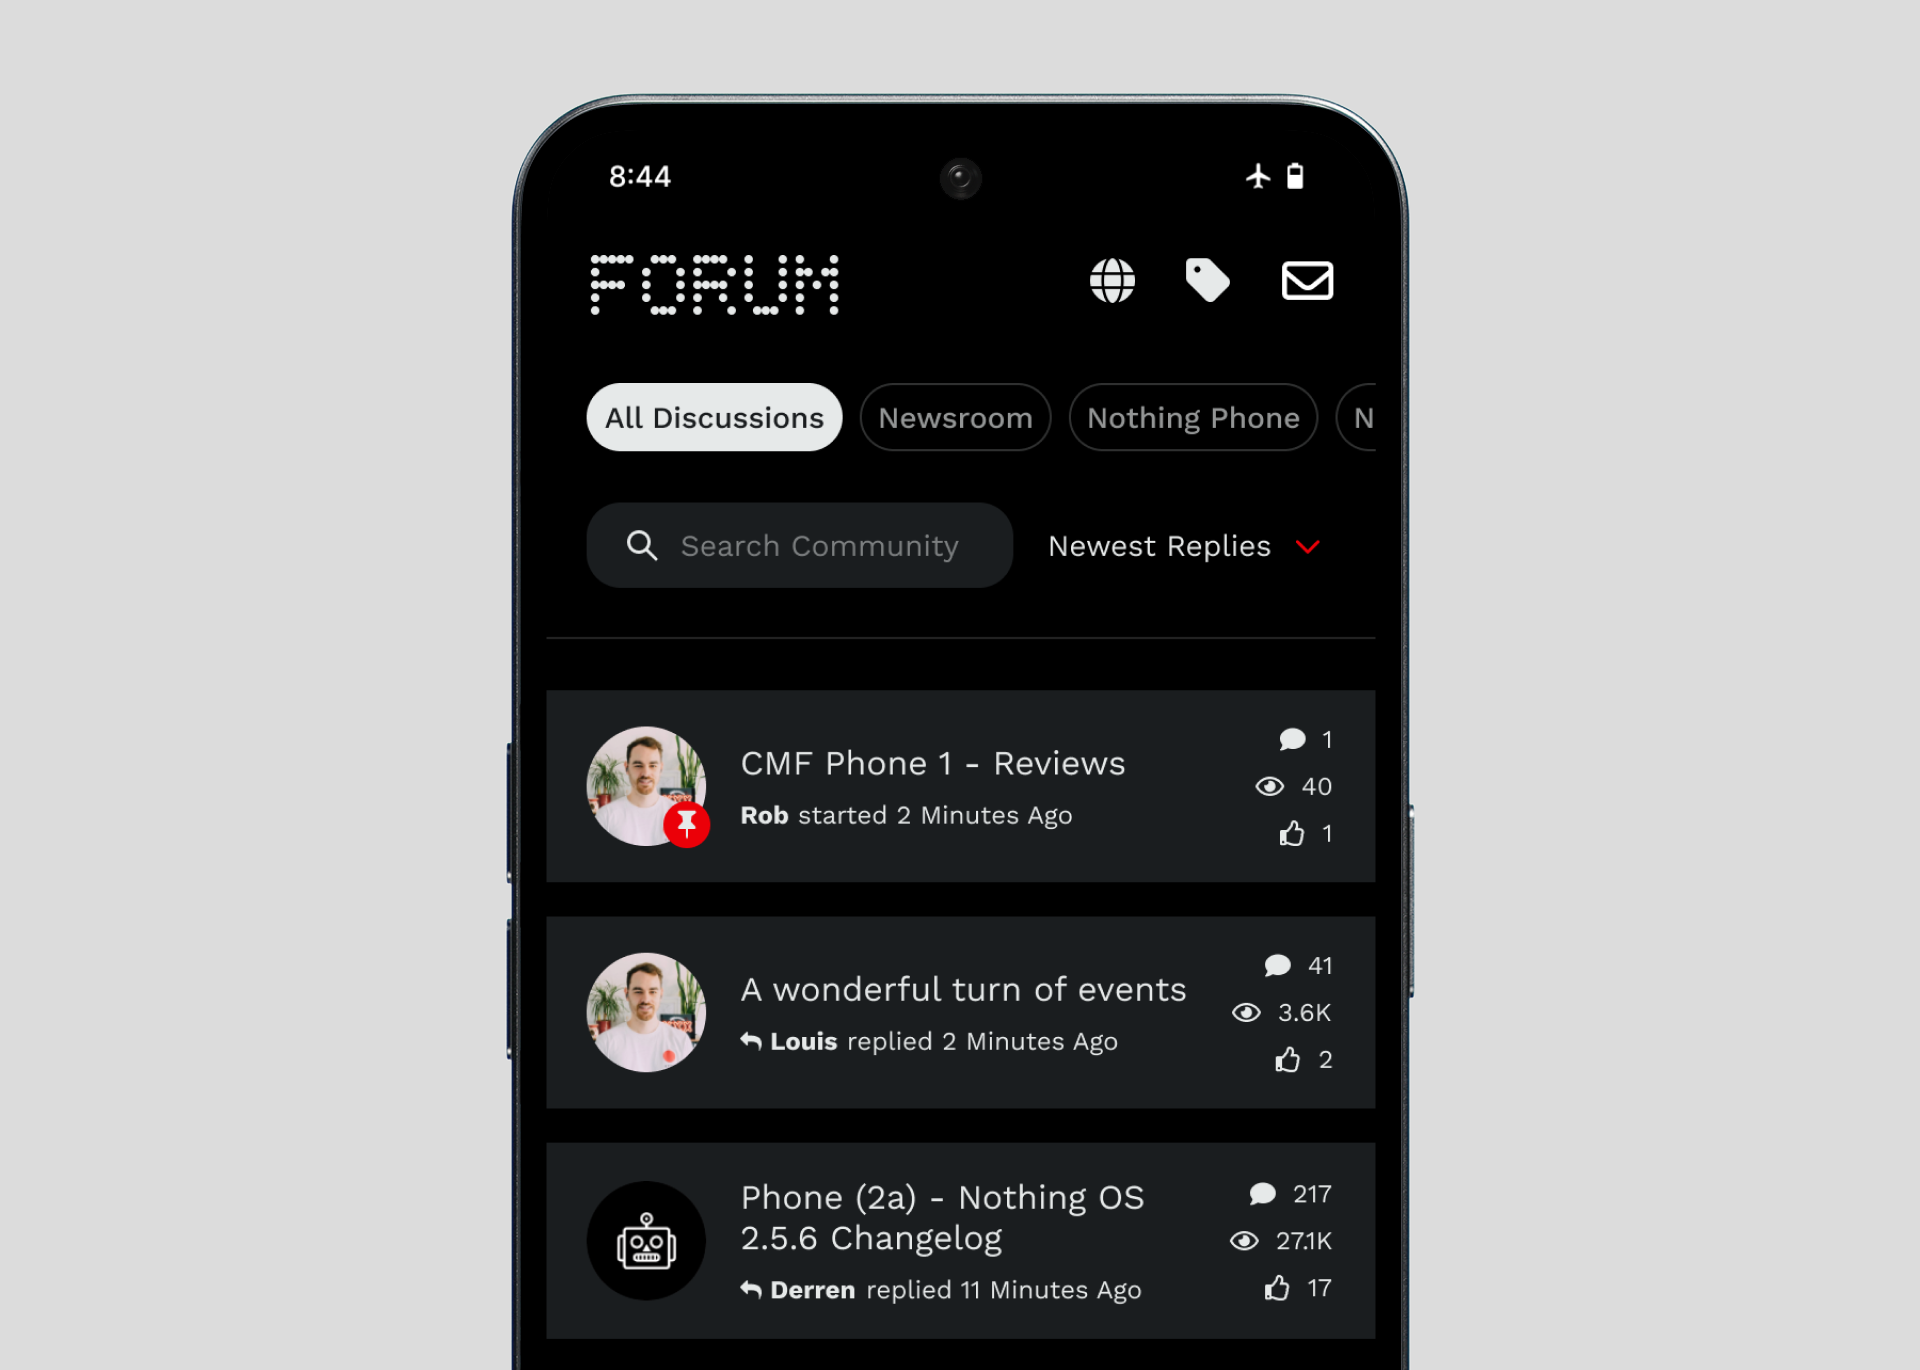 8:44
FORUM
All Discussions Newsroom Nothing Phone N
Search Community Newest Replies
CMF Phone 1 - Reviews
Rob started 2 Minutes Ago
1
40
1
A wonderful turn of events
Louis replied 2 Minutes Ago
41
3.6K
2
Phone (2a) - Nothing OS
2.5.6 Changelog
Derren replied 11 Minutes Ago
217
27.1K
17